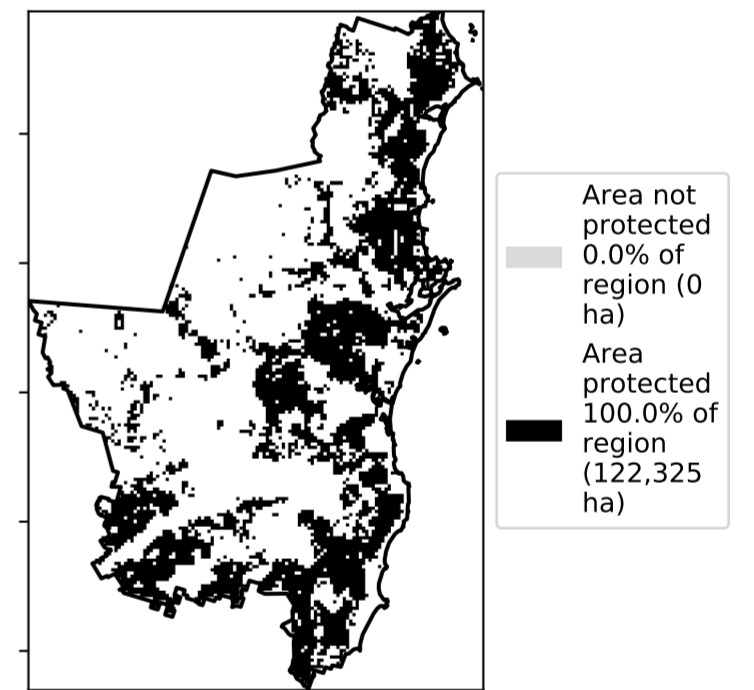 Area not
protected
0.0% of
region (0
ha)
Area
protected
100.0% of
region
(122,325
ha)